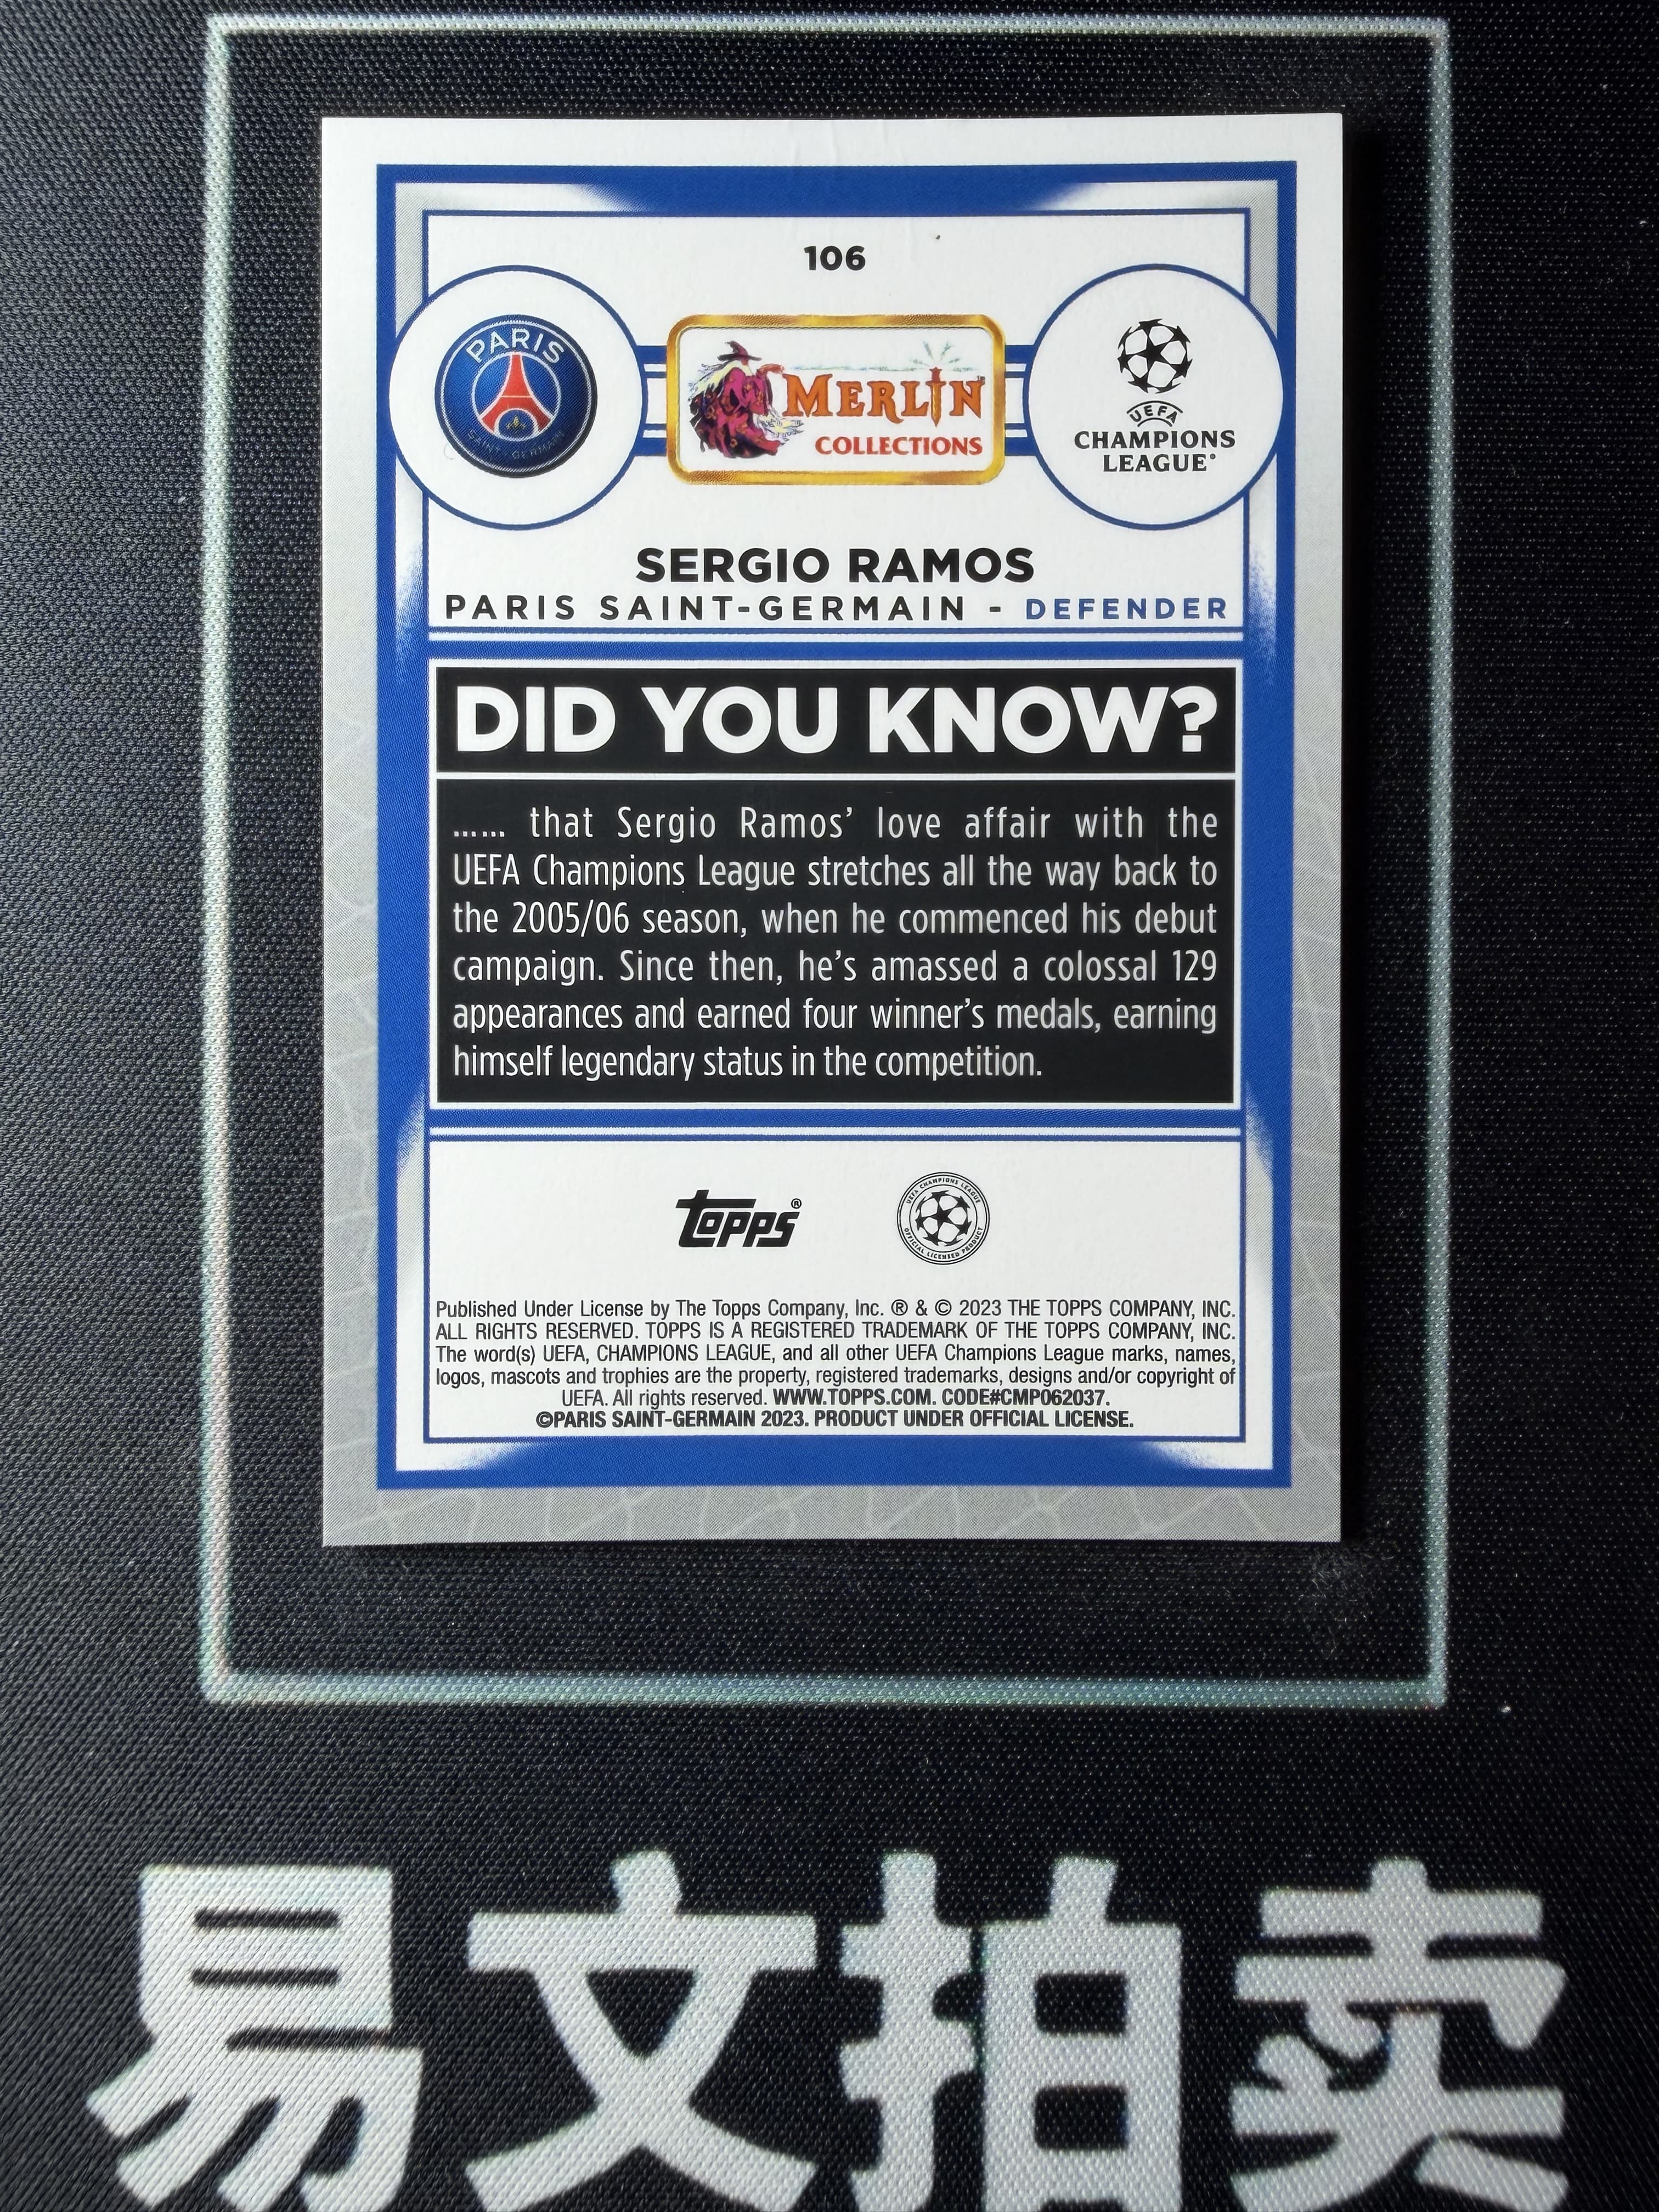 106
PARIS
SAINT-GERMAIN
MERLIN
COLLECTIONS
UEFA
CHAMPIONS
LEAGUE®
SERGIO RAMOS
PARIS SAINT-GERMAIN - DEFENDER
DID YOU KNOW?
...... that Sergio Ramos’ love affair with the
UEFA Champions League stretches all the way back to
the 2005/06 season, when he commenced his debut
campaign. Since then, he’s amassed a colossal 129
appearances and earned four winner’s medals, earning
himself legendary status in the competition.
topps®
UEFA CHAMPIONS LEAGUE
OFFICIAL LICENSED PRODUCT
Published Under License by The Topps Company, Inc. ® & © 2023 THE TOPPS COMPANY, INC.
ALL RIGHTS RESERVED. TOPPS IS A REGISTERED TRADEMARK OF THE TOPPS COMPANY, INC.
The word(s) UEFA, CHAMPIONS LEAGUE, and all other UEFA Champions League marks, names,
logos, mascots and trophies are the property, registered trademarks, designs and/or copyright of
UEFA. All rights reserved. WWW.TOPPS.COM. CODE#CMP062037.
©PARIS SAINT-GERMAIN 2023. PRODUCT UNDER OFFICIAL LICENSE.
易文拍卖